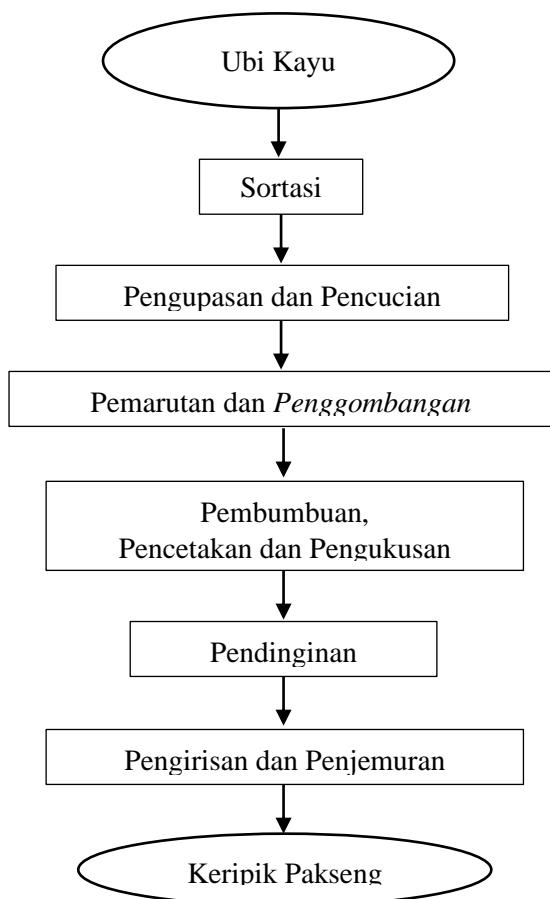 Ubi Kayu
Sortasi
Pengupasan dan Pencucian
Pemarutan dan Penggombangan
Pembumbuan,
Pencetakan dan Pengukusan
Pendinginan
Pengirisan dan Penjemuran
Keripik Pakseng